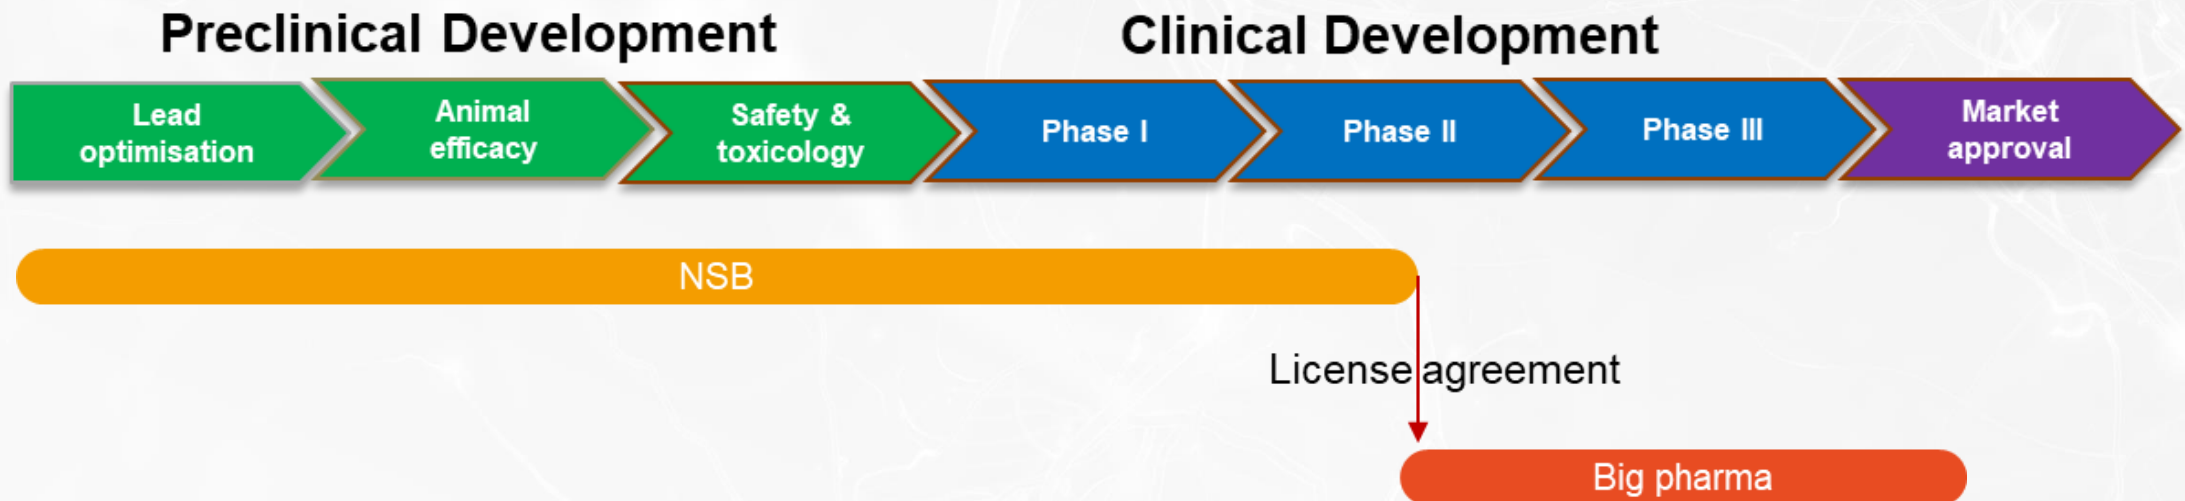 Preclinical Development
Clinical Development
Lead
optimisation
Animal
efficacy
Safety &
toxicology
Phase I
Phase II
Phase III
Market
approval
NSB
License agreement
Big pharma